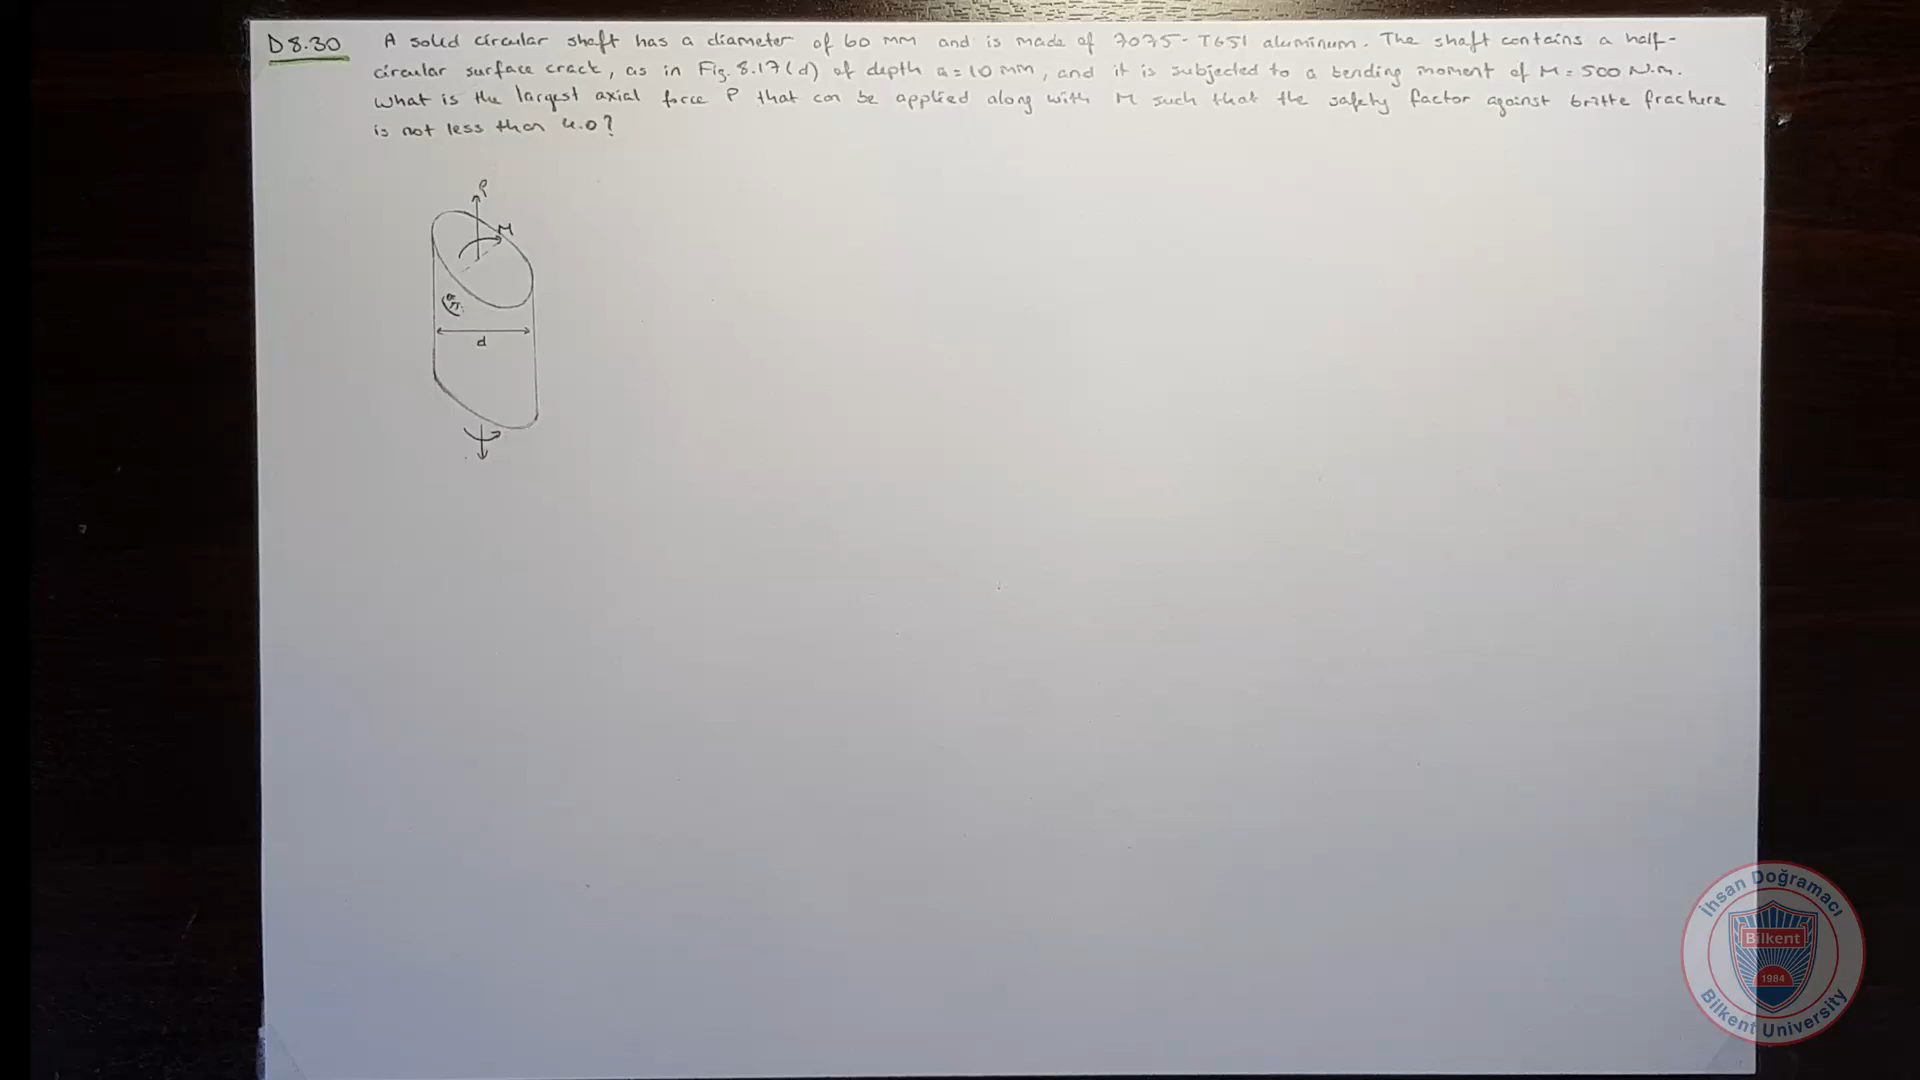 D 8.30 A solid circular shaft has a diameter of 60 mm and is made of 7075-T651 aluminum. The shaft contains a half-
circular surface crack, as in Fig. 8.17(d) of depth a=10 mm, and it is subjected to a bending moment of M = 500 N.m.
What is the largest axial force P that can be applied along with M such that the safety factor against britte fracture
is not less than 4.0?
P
M
a
d
İhsan Doğramacı
Bilkent
1984
Bilkent University